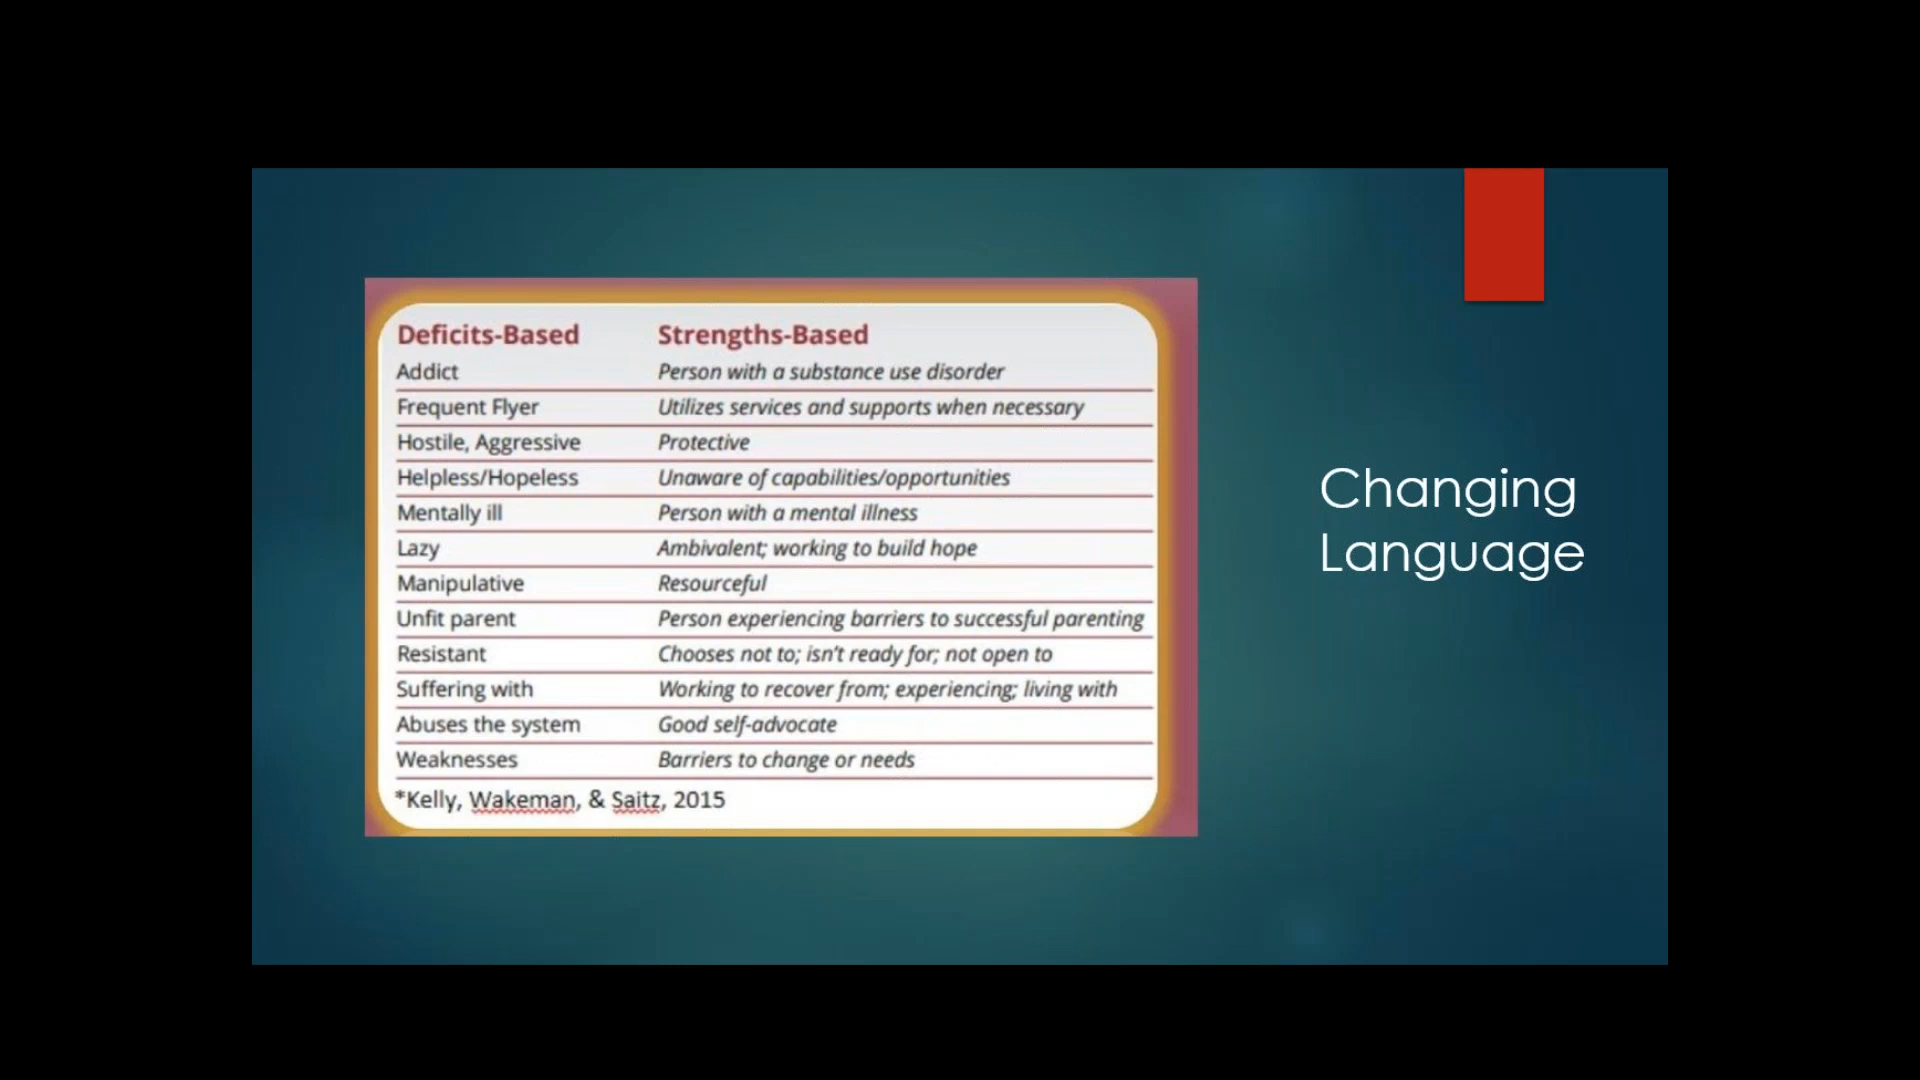 Deficits-Based Strengths-Based
Addict Person with a substance use disorder
Frequent Flyer Utilizes services and supports when necessary
Hostile, Aggressive Protective
Helpless/Hopeless Unaware of capabilities/opportunities
Mentally ill Person with a mental illness
Lazy Ambivalent; working to build hope
Manipulative Resourceful
Unfit parent Person experiencing barriers to successful parenting
Resistant Chooses not to; isn't ready for; not open to
Suffering with Working to recover from; experiencing; living with
Abuses the system Good self-advocate
Weaknesses Barriers to change or needs
*Kelly, Wakeman, & Saitz, 2015
Changing
Language